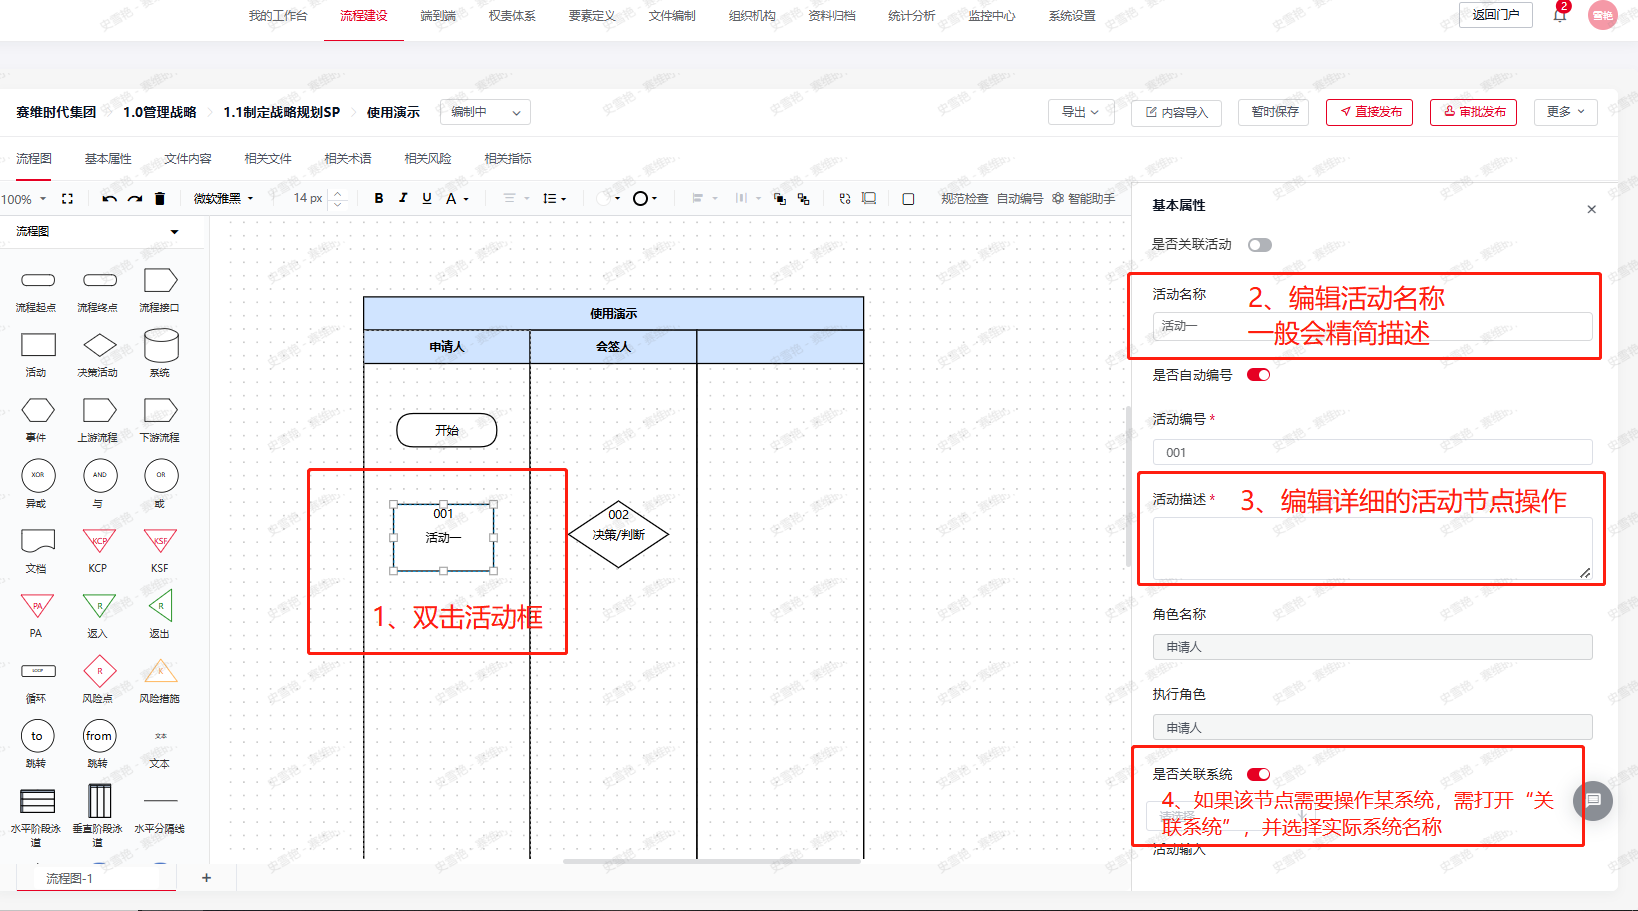 我的工作台 流程建设 端到端 权责体系 要素定义 文件编制 组织机构 资料归档 统计分析 监控中心 系统设置 返回门户 2 雪艳
赛维时代集团 1.0管理战略 1.1制定战略规划SP 使用演示 编制中 导出 内容导入 暂时保存 直接发布 审批发布 更多
流程图 基本属性 文件内容 相关文件 相关术语 相关风险 相关指标
100% 微软雅黑 14 px B I U A 规范检查 自动编号 智能助手
流程图
流程起点 流程终点 流程接口
活动 决策活动 系统
事件 上游流程 下游流程
XOR AND OR
异或 与 或
KCP KSF
文档 KCP KSF
PA R R
PA 返入 返出
LOOP R K
循环 风险点 风险措施
to from 文本
跳转 跳转 文本
水平阶段泳道 垂直阶段泳道 水平分隔线
流程图-1 +
使用演示
申请人 会签人
开始
001
活动一
002
决策/判断
1、双击活动框
基本属性
是否关联活动
活动名称
2、编辑活动名称
活动一
一般会精简描述
是否自动编号
活动编号 *
001
活动描述 *
3、编辑详细的活动节点操作
角色名称
申请人
执行角色
申请人
是否关联系统
请选择
4、如果该节点需要操作某系统，需打开“关
联系统”，并选择实际系统名称
活动输入